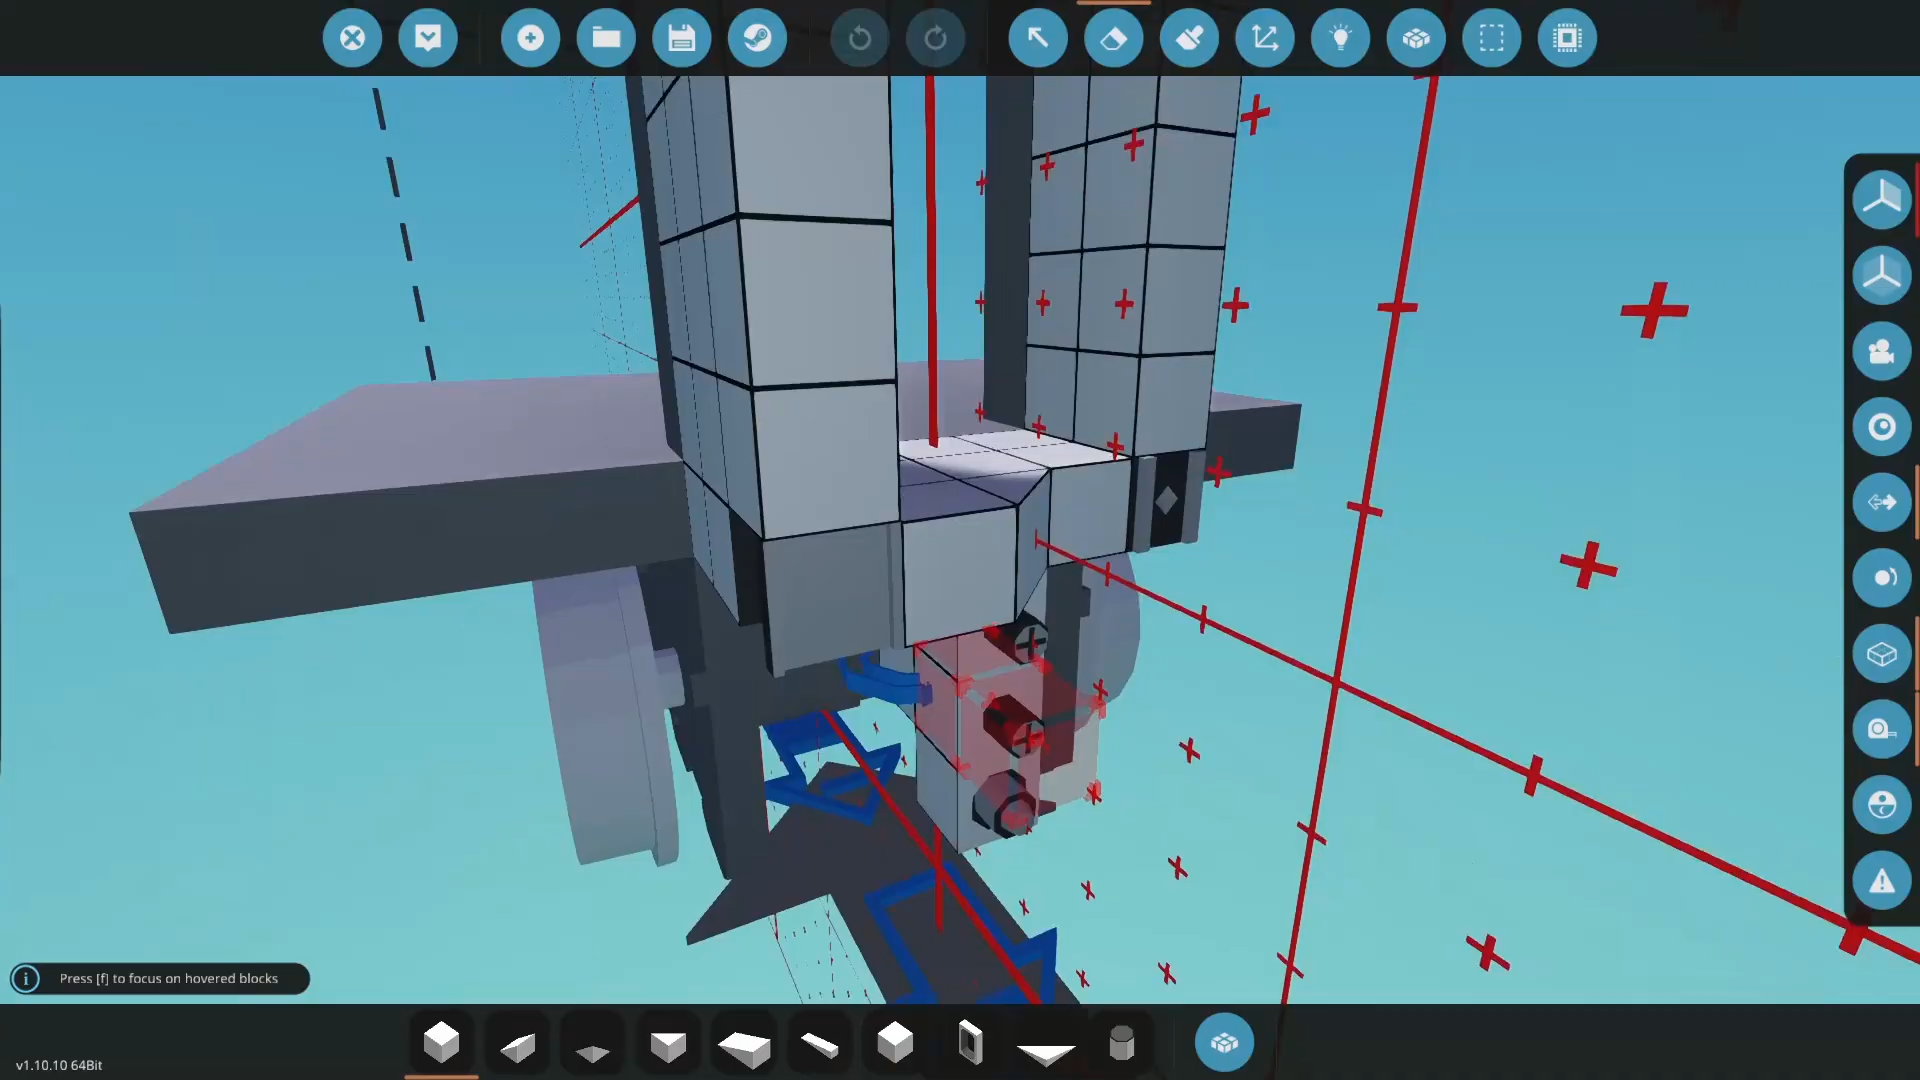 Press [f] to focus on hovered blocks
v1.10.10 64Bit